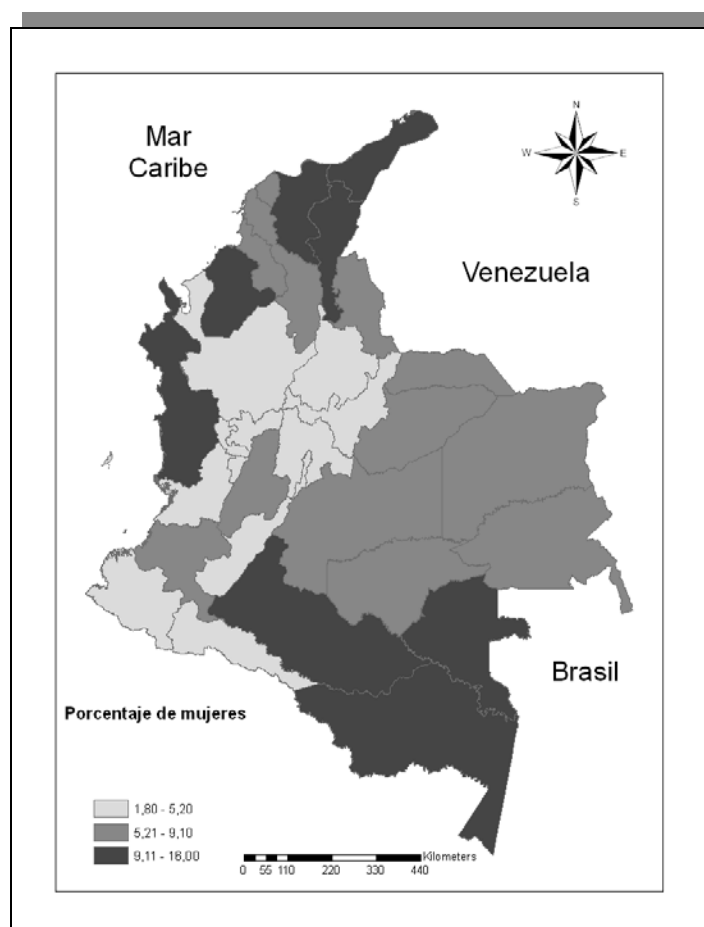 Mar
Caribe
N
W E
S
Venezuela
Brasil
Porcentaje de mujeres
1,80 - 5,20
5,21 - 9,10
9,11 - 16,00
Kilometers
0 55 110 220 330 440